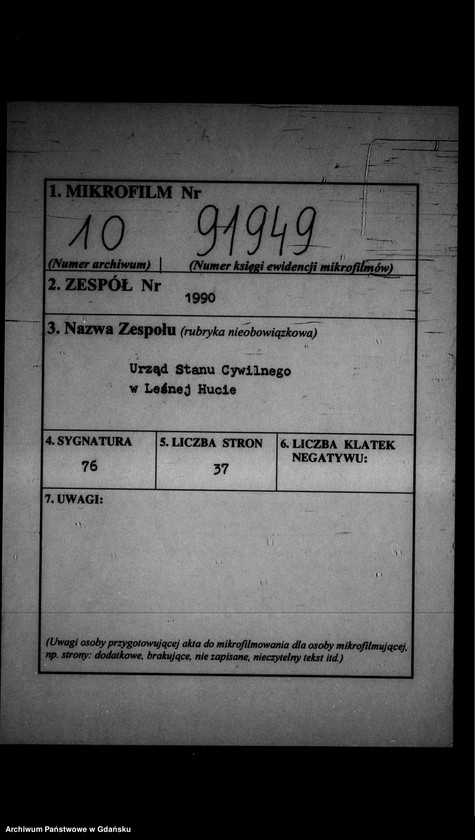 1. MIKROFILM Nr
10 91949
(Numer archiwum) (Numer księgi ewidencji mikrofilmów)
2. ZESPÓŁ Nr
1990
3. Nazwa Zespołu (rubryka nieobowiązkowa)
Urząd Stanu Cywilnego
w Leśnej Hucie
4. SYGNATURA
76
5. LICZBA STRON
37
6. LICZBA KLATEK
NEGATYWU:
7. UWAGI:
(Uwagi osoby przygotowującej akta do mikrofilmowania dla osoby mikrofilmującej,
np. strony: dodatkowe, brakujące, nie zapisane, nieczytelny tekst itd.)
Archiwum Państwowe w Gdańsku